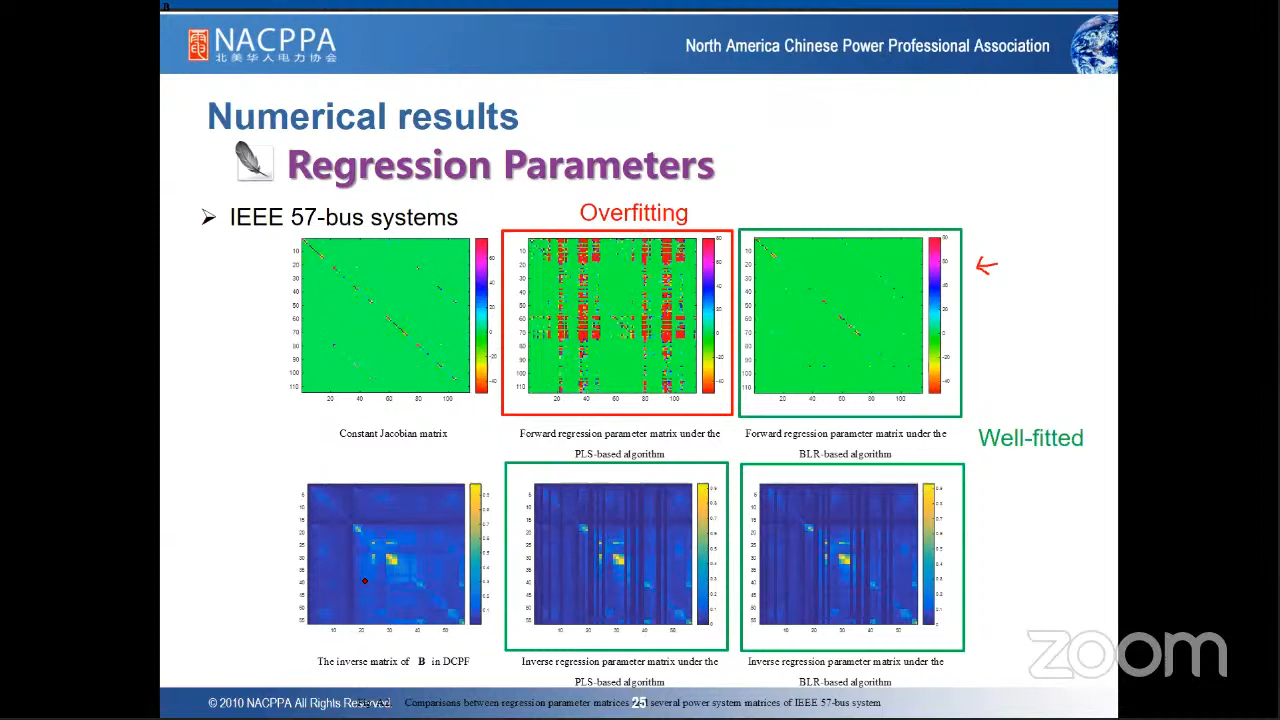 B
NACPPA
北美华人电力协会
North America Chinese Power Professional Association
Numerical results
Regression Parameters
IEEE 57-bus systems
Overfitting
Constant Jacobian matrix
Forward regression parameter matrix under the
PLS-based algorithm
Forward regression parameter matrix under the
BLR-based algorithm
Well-fitted
The inverse matrix of B in DCPF
Inverse regression parameter matrix under the
PLS-based algorithm
Inverse regression parameter matrix under the
BLR-based algorithm
zoom
© 2010 NACPPA All Rights Reserved.
Comparisons between regression parameter matrices
25
several power system matrices of IEEE 57-bus system